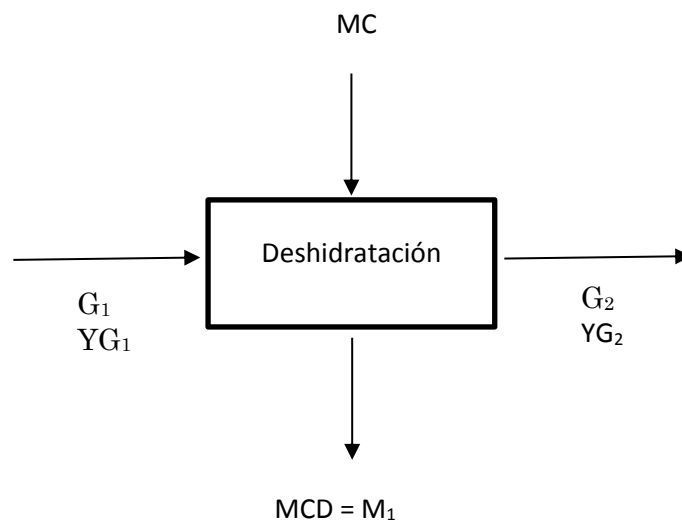 MC
Deshidratación
G₁
YG₁
G₂
YG₂
MCD = M₁